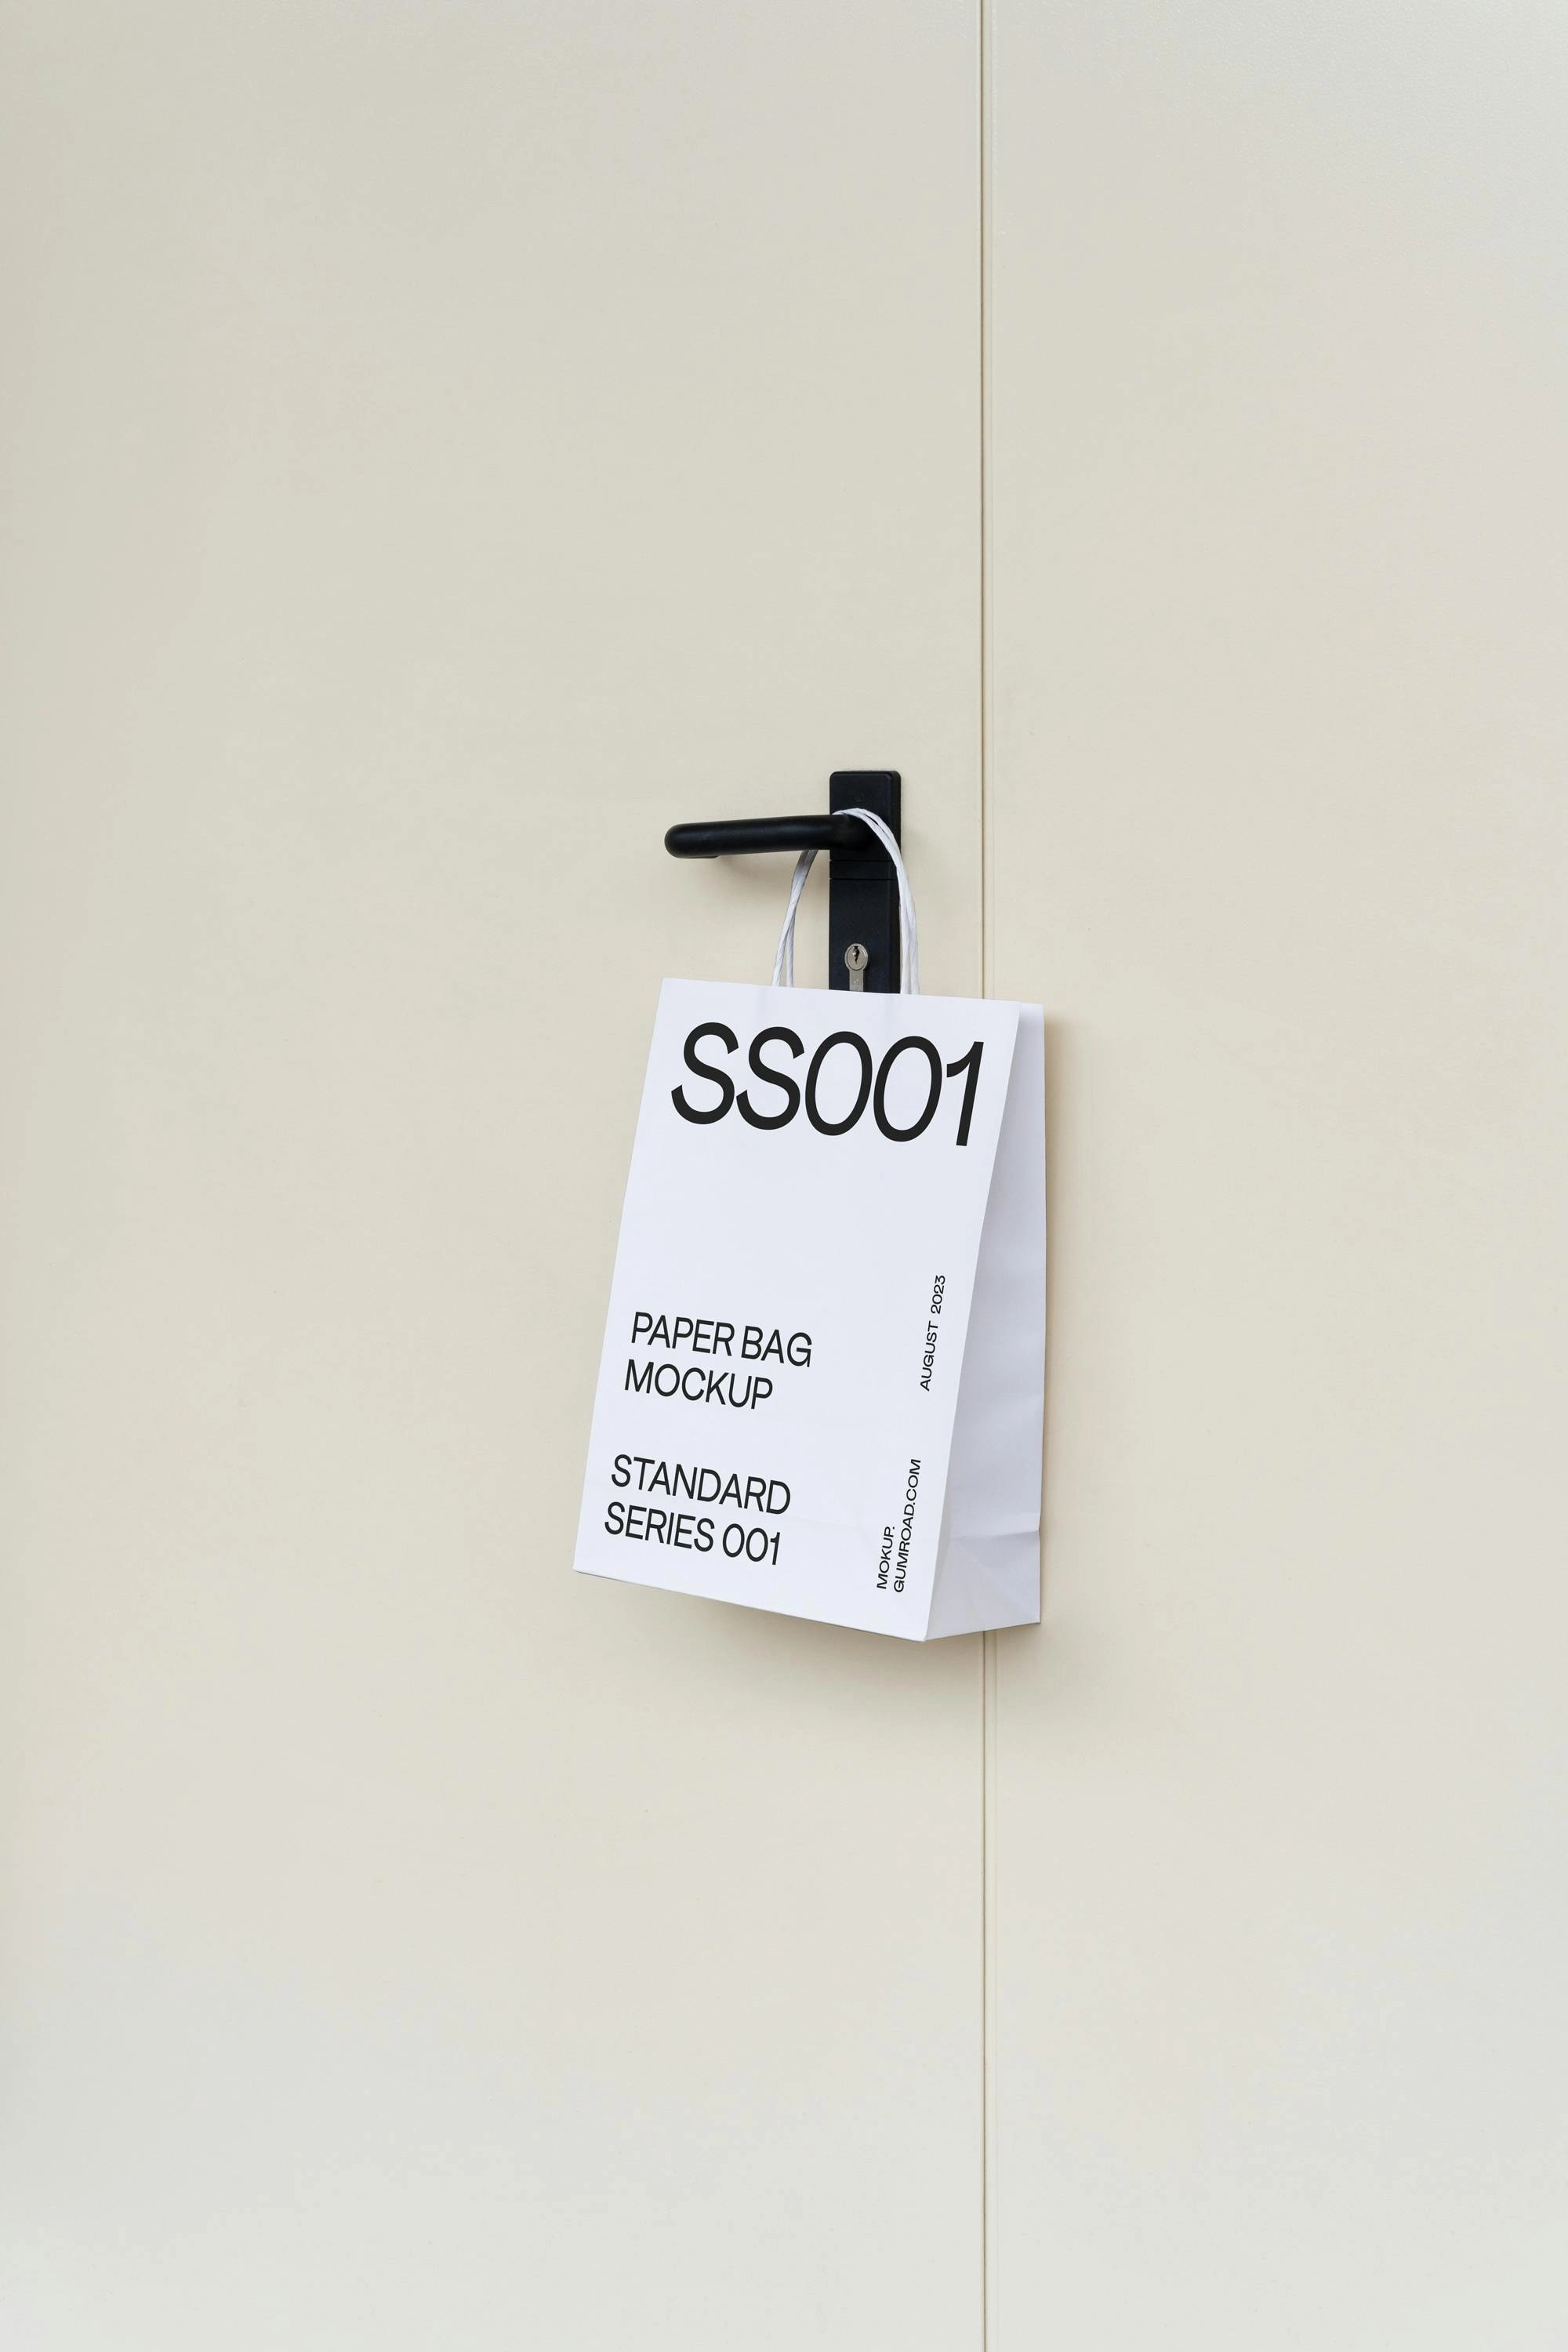 SS001
PAPER BAG
MOCKUP
AUGUST 2023
STANDARD
SERIES 001
MOKUP.
GUMROAD.COM